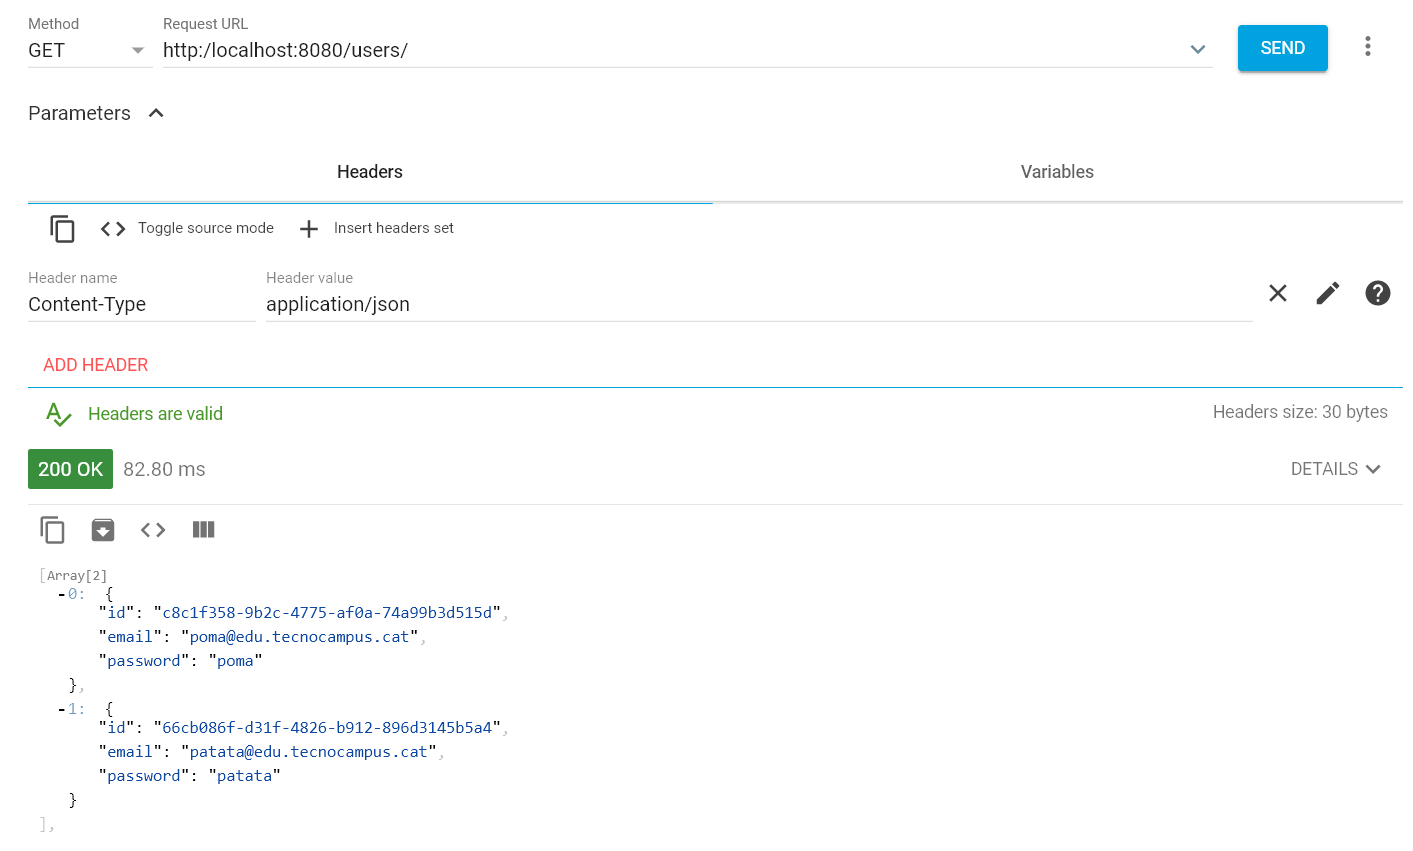 Method Request URL
GET http:/localhost:8080/users/
SEND
Parameters
Headers Variables
Toggle source mode Insert headers set
Header name Header value
Content-Type application/json
ADD HEADER
Headers are valid Headers size: 30 bytes
200 OK 82.80 ms DETAILS
[Array[2]
-0: {
"id": "c8c1f358-9b2c-4775-af0a-74a99b3d515d",
"email": "poma@edu.tecnocampus.cat",
"password": "poma"
},
-1: {
"id": "66cb086f-d31f-4826-b912-896d3145b5a4",
"email": "patata@edu.tecnocampus.cat",
"password": "patata"
}
],